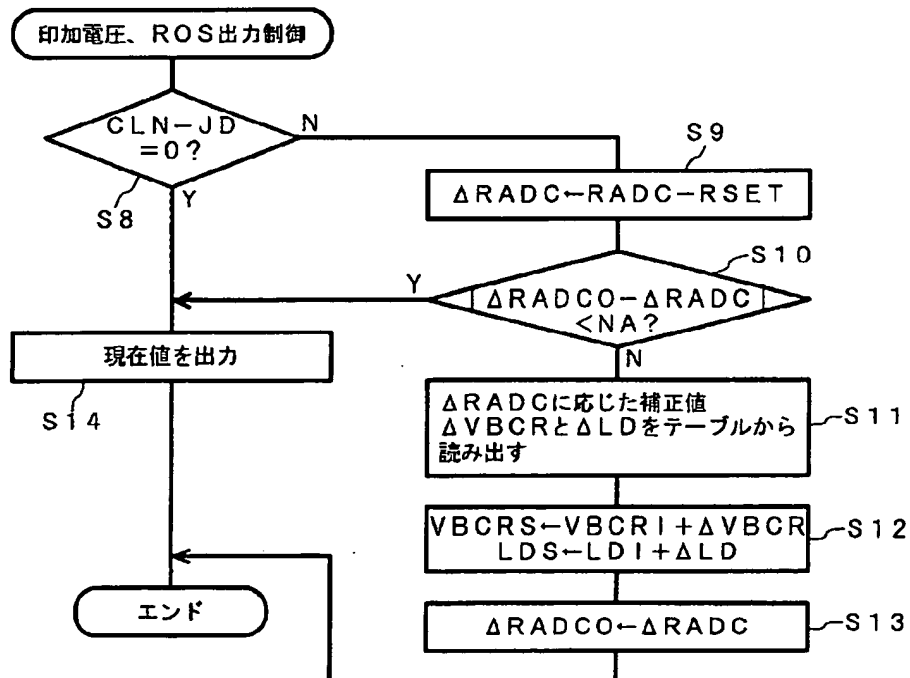 印加電圧、ROS出力制御
CLN-JD
=0?
N
Y
S8
S9
ΔRADC←RADC-RSET
S10
|ΔRADCO-ΔRADC|
<NA?
Y
N
現在値を出力
S14
ΔRADCに応じた補正値
ΔVBCRとΔLDをテーブルから
読み出す
S11
VBCRS←VBCRI+ΔVBCR
LDS←LDI+ΔLD
S12
ΔRADCO←ΔRADC
S13
エンド